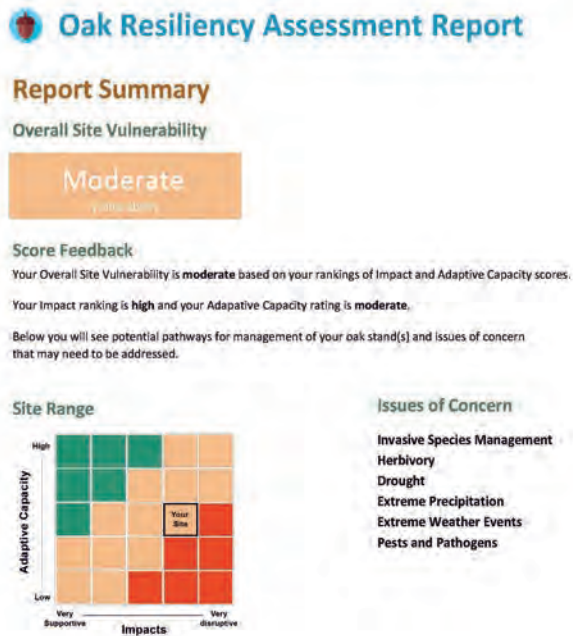 Oak Resiliency Assessment Report
Report Summary
Overall Site Vulnerability
Moderate
Vulnerability
Score Feedback
Your Overall Site Vulnerability is moderate based on your rankings of Impact and Adaptive Capacity scores.
Your Impact ranking is high and your Adapative Capacity rating is moderate.
Below you will see potential pathways for management of your oak stand(s) and issues of concern
that may need to be addressed.
Site Range
High
Adaptive Capacity
Your
Site
Low
Very
Supportive
Impacts
Very
disruptive
Issues of Concern
Invasive Species Management
Herbivory
Drought
Extreme Precipitation
Extreme Weather Events
Pests and Pathogens